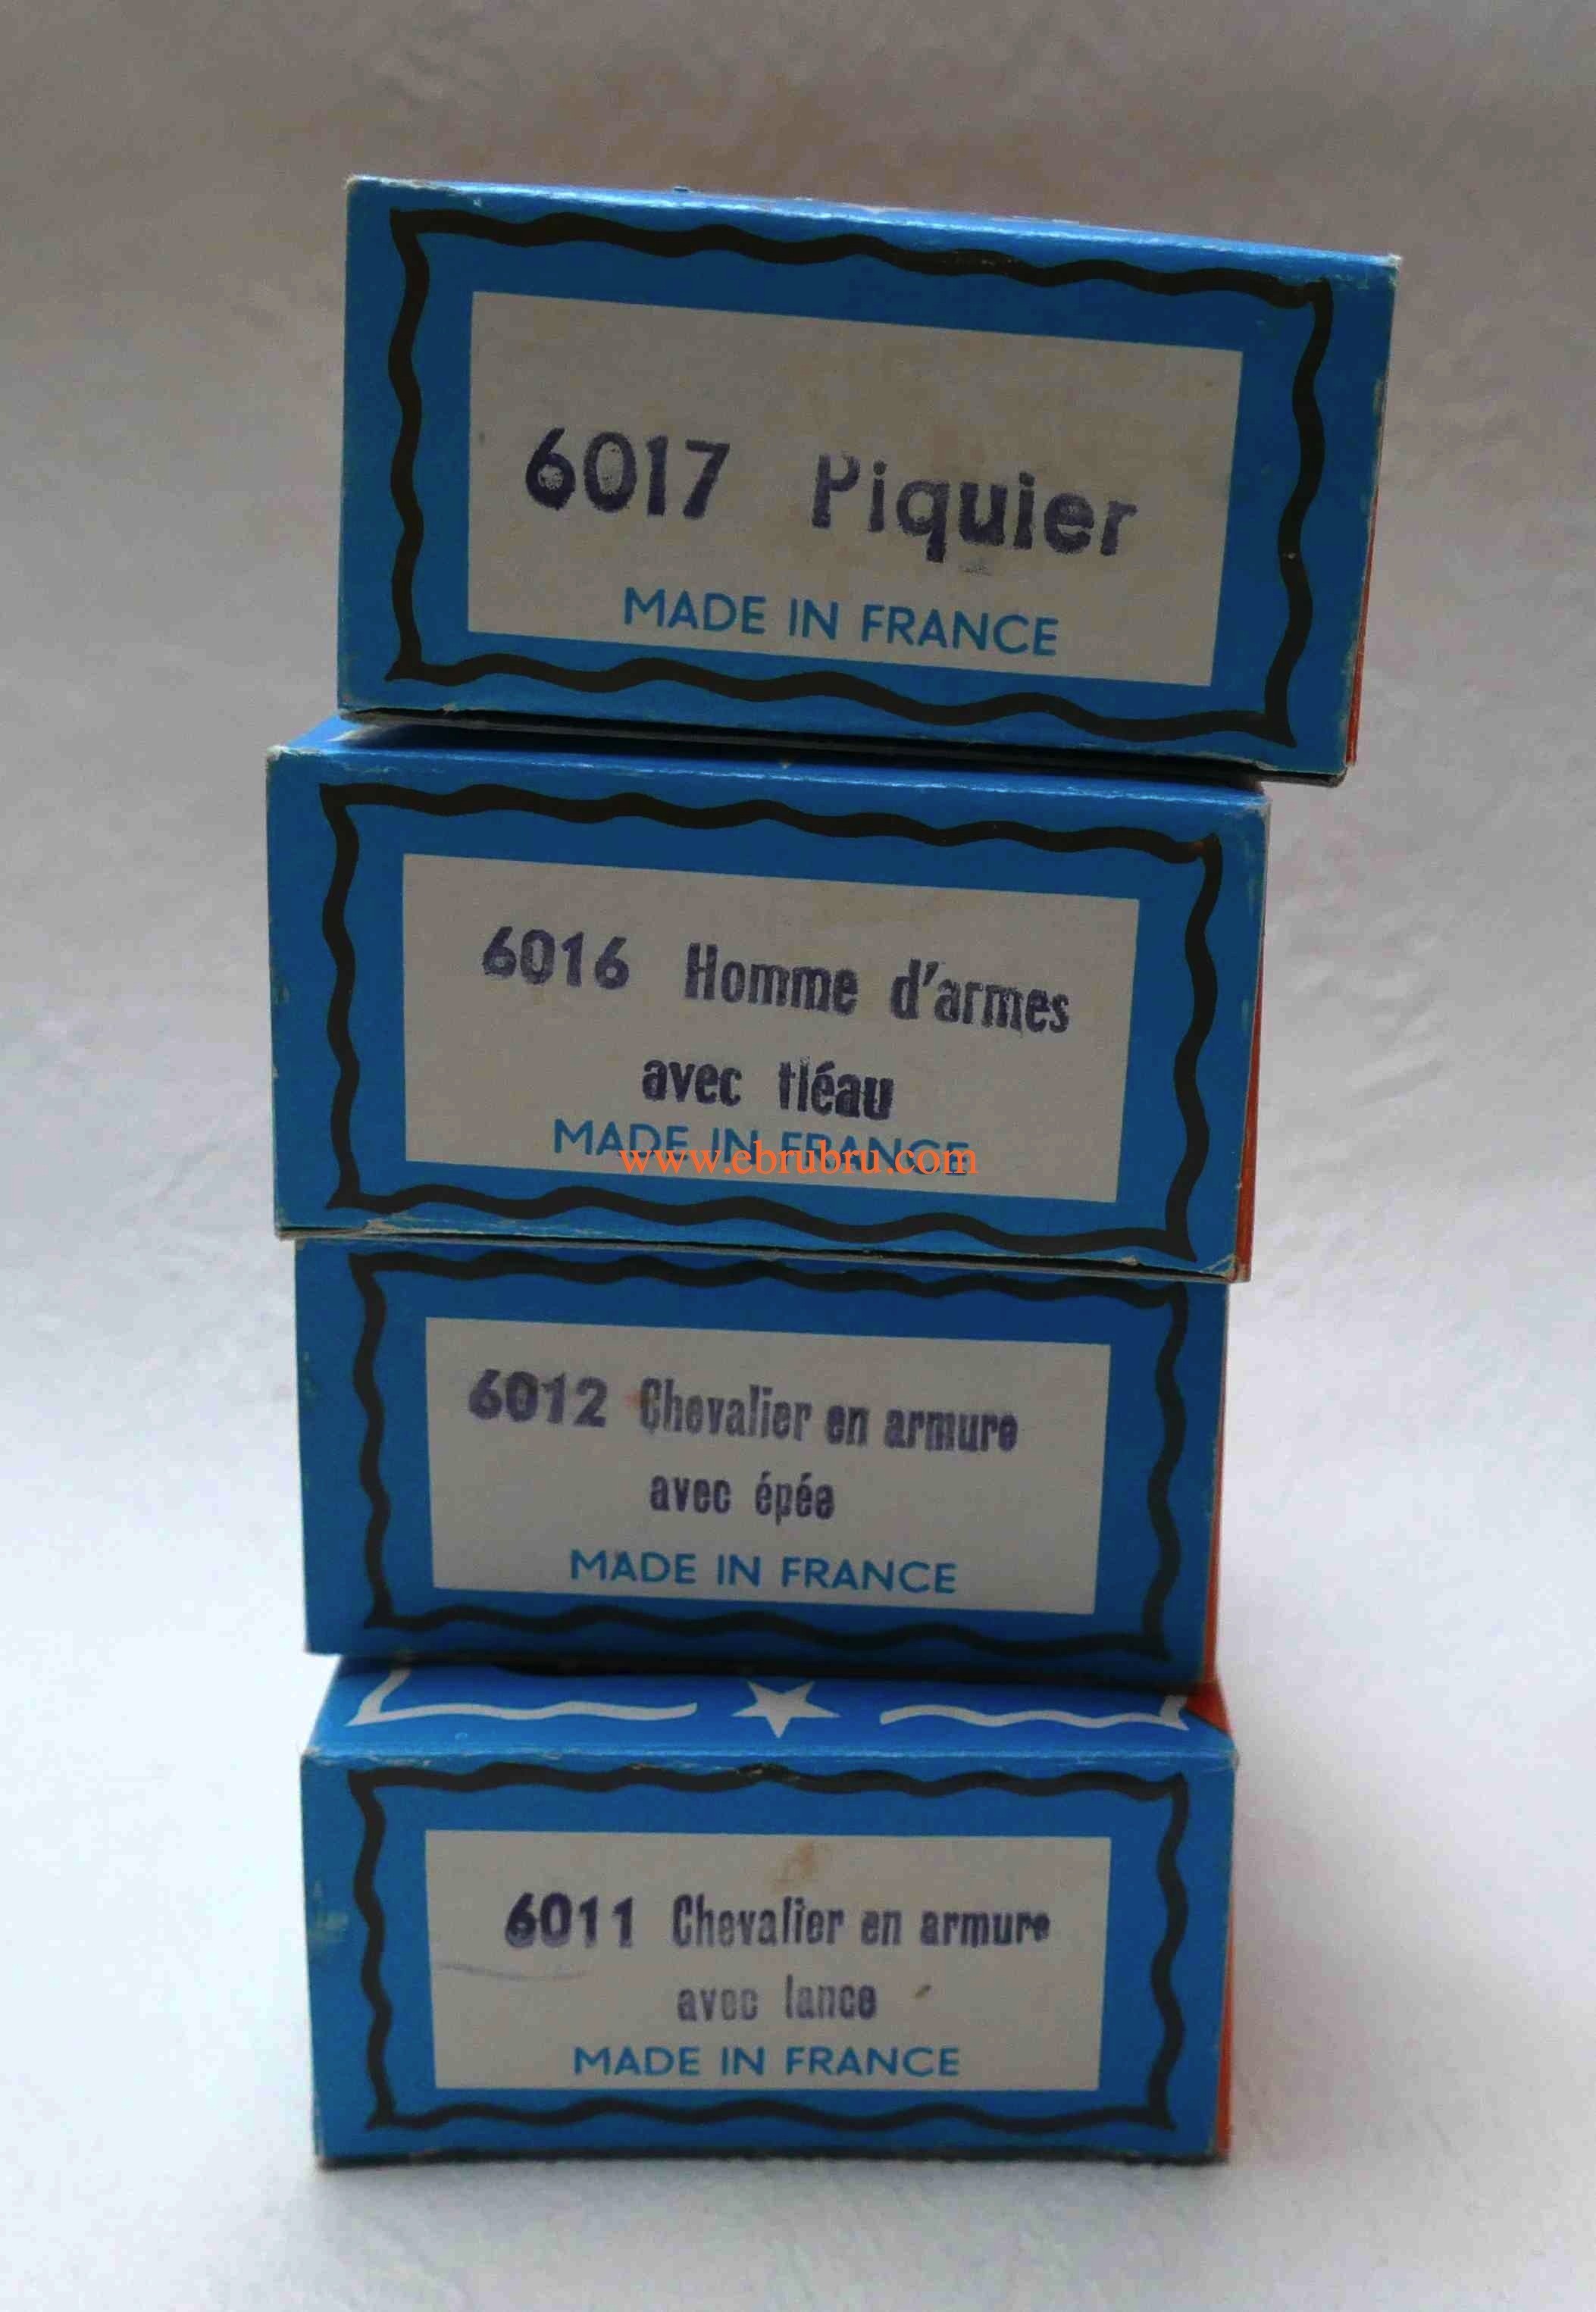 6017 Piquier
MADE IN FRANCE
6016 Homme d'armes
avec fléau
MADE IN FRANCE
www.ebrubru.com
6012 Chevalier en armure
avec épée
MADE IN FRANCE
6011 Chevalier en armure
avec lance
MADE IN FRANCE